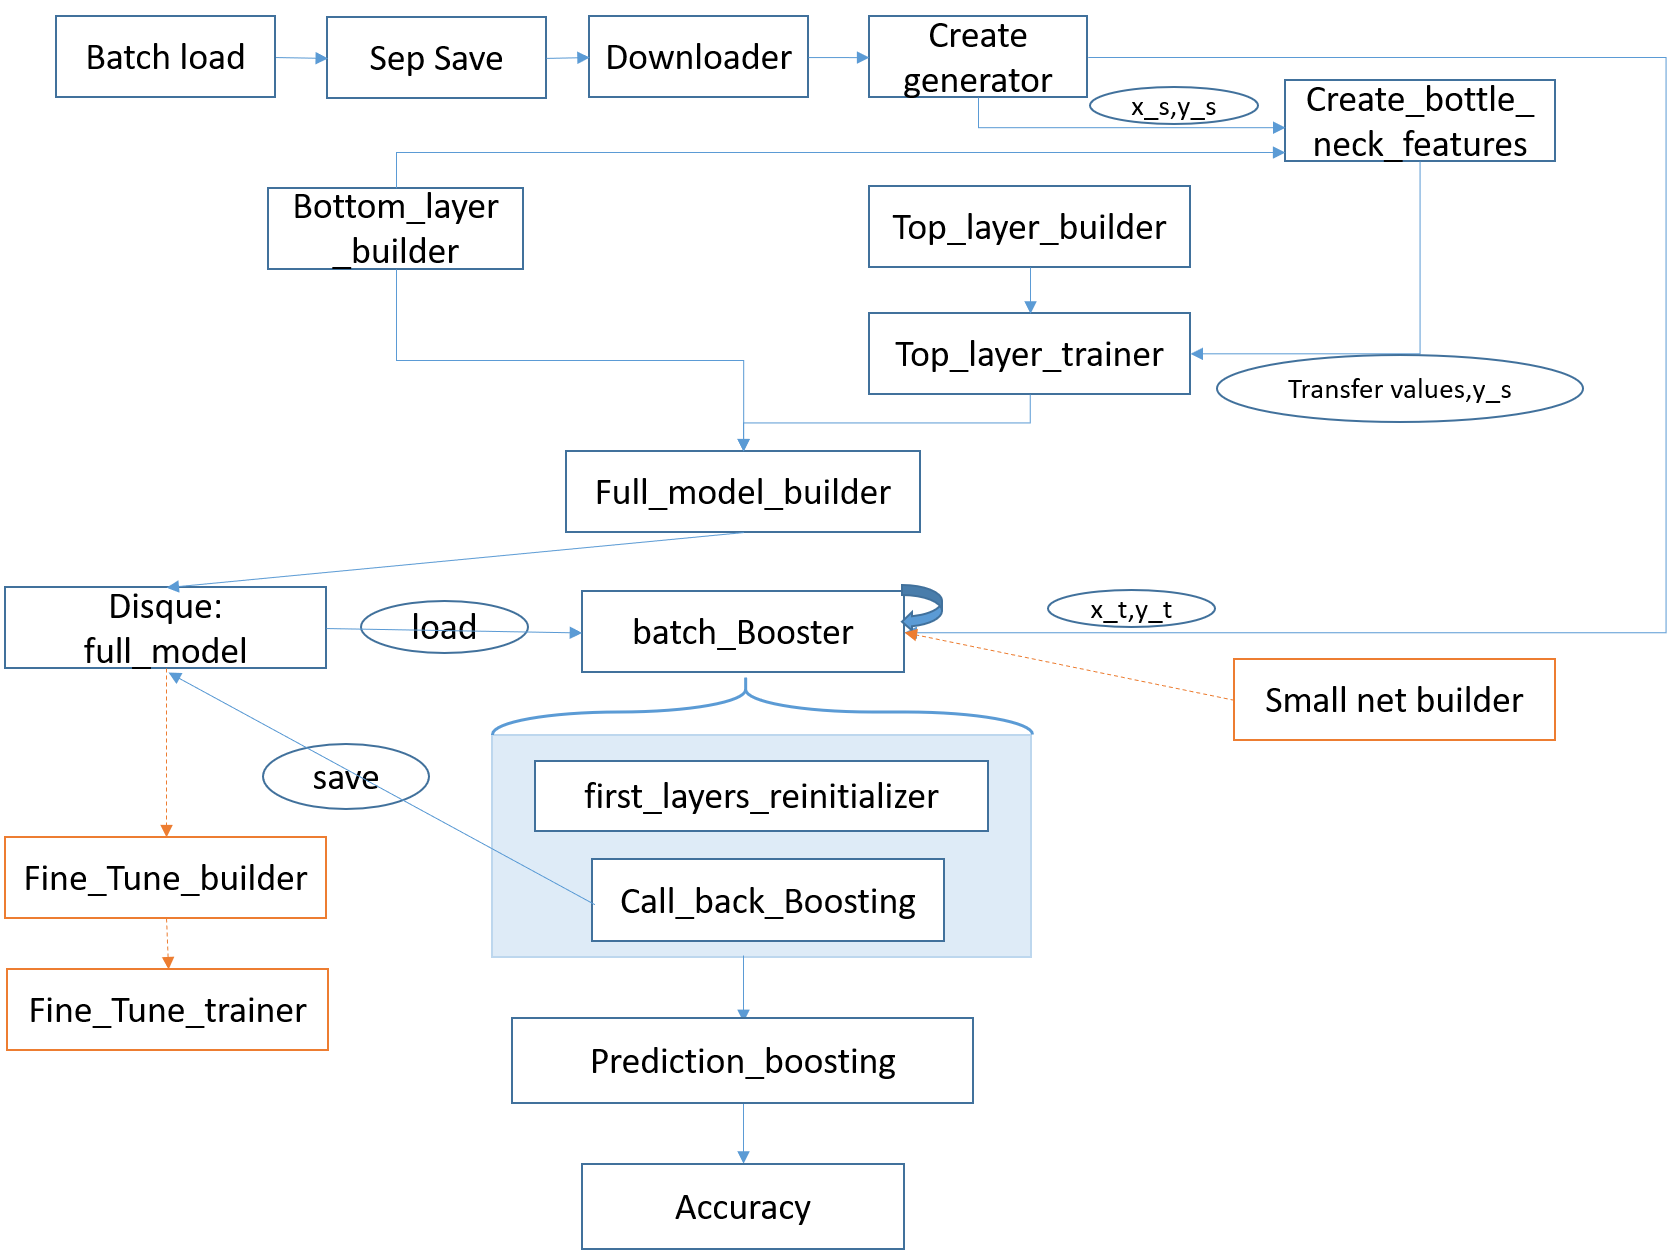 Batch load
Sep Save
Downloader
Create
generator
x_s,y_s
Create_bottle_
neck_features
Bottom_layer
_builder
Top_layer_builder
Top_layer_trainer
Transfer values,y_s
Full_model_builder
Disque:
full_model
load
batch_Booster
x_t,y_t
Small net builder
save
first_layers_reinitializer
Call_back_Boosting
Fine_Tune_builder
Fine_Tune_trainer
Prediction_boosting
Accuracy